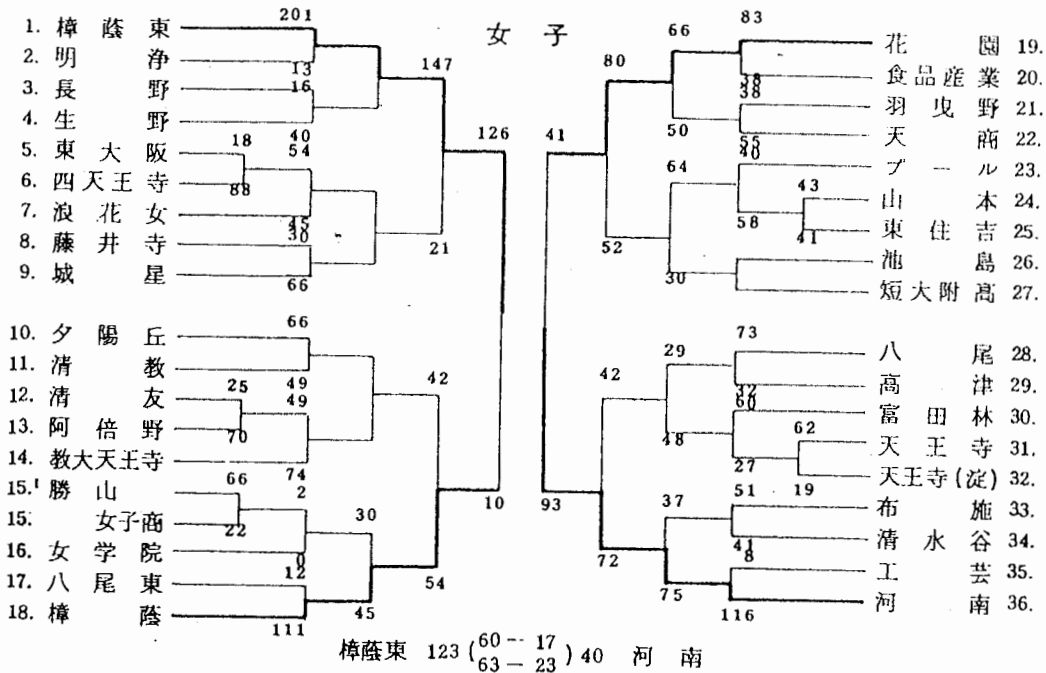 女子
1. 樟蔭東
2. 明浄
3. 長野
4. 生野
5. 東大阪
6. 四天王寺
7. 浪花女
8. 藤井寺
9. 城星
10. 夕陽丘
11. 清教
12. 清友
13. 阿倍野
14. 教大天王寺
15.' 勝山
15. 女子商
16. 女学院
17. 八尾東
18. 樟蔭
201
13
16
40
54
18
88
45
30
66
147
21
126
66
49
49
25
70
74
2
66
22
0
12
111
42
30
45
54
10
花園 19.
食品産業 20.
羽曳野 21.
天商 22.
プール 23.
山本 24.
東住吉 25.
池島 26.
短大附高 27.
八尾 28.
高津 29.
富田林 30.
天王寺 31.
天王寺(淀) 32.
布施 33.
清水谷 34.
工芸 35.
河南 36.
83
38
38
55
40
66
50
80
41
64
43
41
58
52
30
73
32
60
29
48
42
62
19
27
51
41
8
37
75
116
72
93
樟蔭東 123 (60 - 17
63 - 23) 40 河南